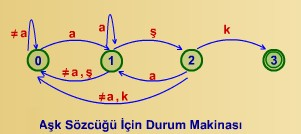 ≠a a a ş k
0 1 2 3
≠a,ş a
≠a,k
Aşk Sözcüğü İçin Durum Makinası